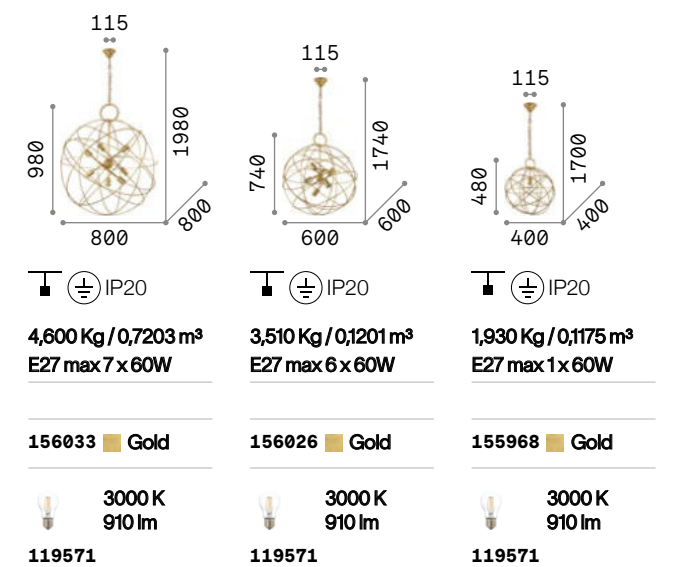 115
980
1980
800
800
IP20
4,600 Kg / 0,7203 m³
E27 max 7 x 60W
156033 Gold
3000 K
910 lm
119571
115
740
1740
600
600
IP20
3,510 Kg / 0,1201 m³
E27 max 6 x 60W
156026 Gold
3000 K
910 lm
119571
115
480
1700
400
400
IP20
1,930 Kg / 0,1175 m³
E27 max 1 x 60W
155968 Gold
3000 K
910 lm
119571